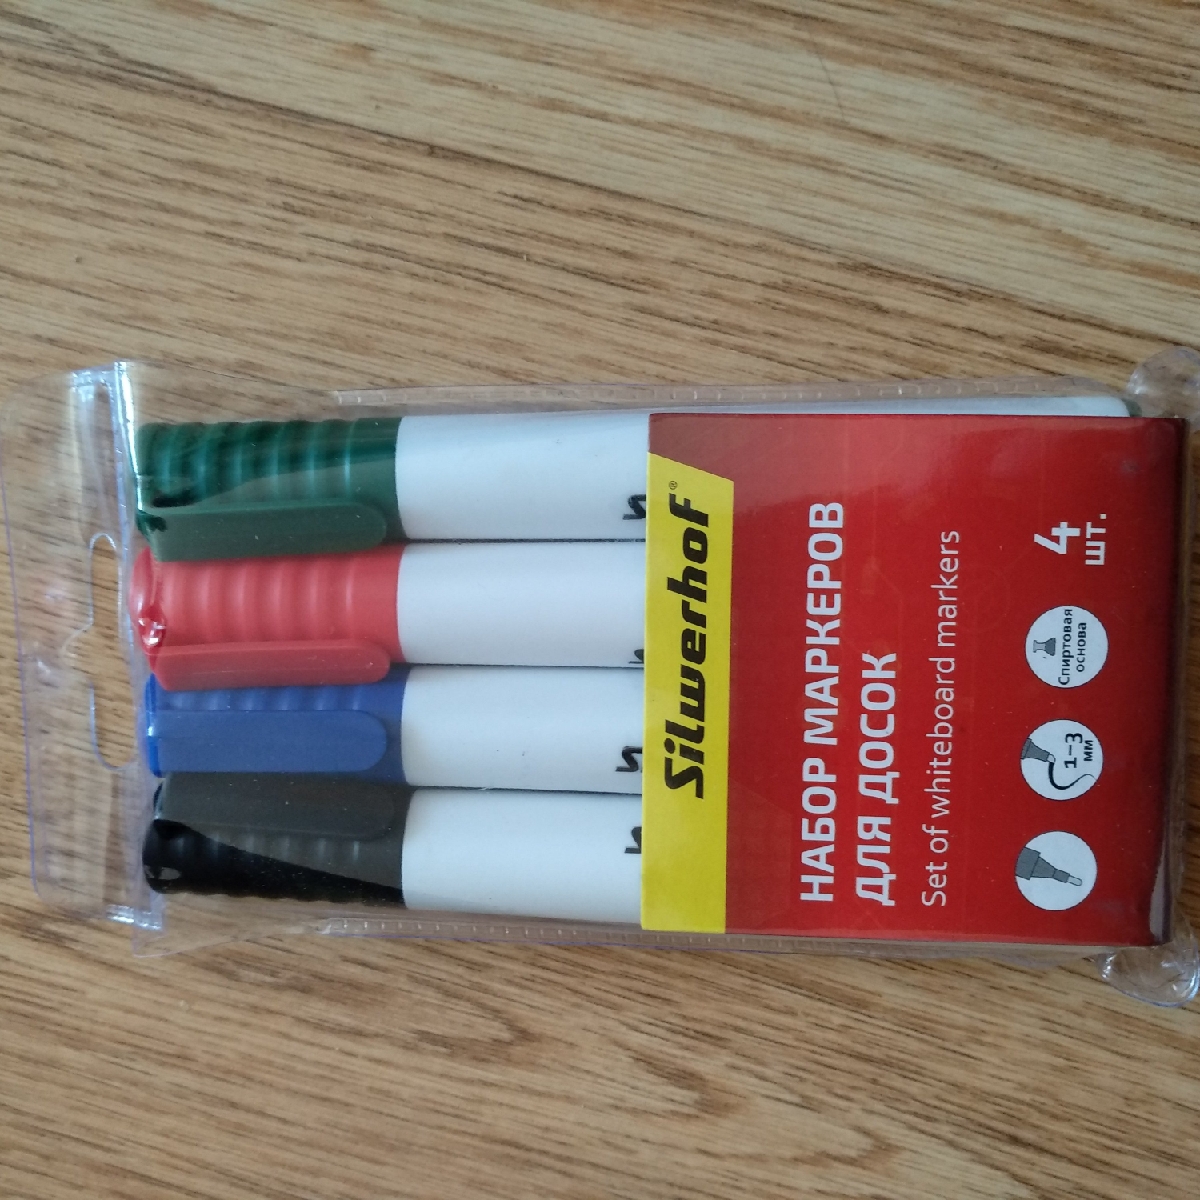 Silwerhof®
НАБОР МАРКЕРОВ
ДЛЯ ДОСОК
Set of whiteboard markers
1–3
мм
Спиртовая
основа
4
шт.